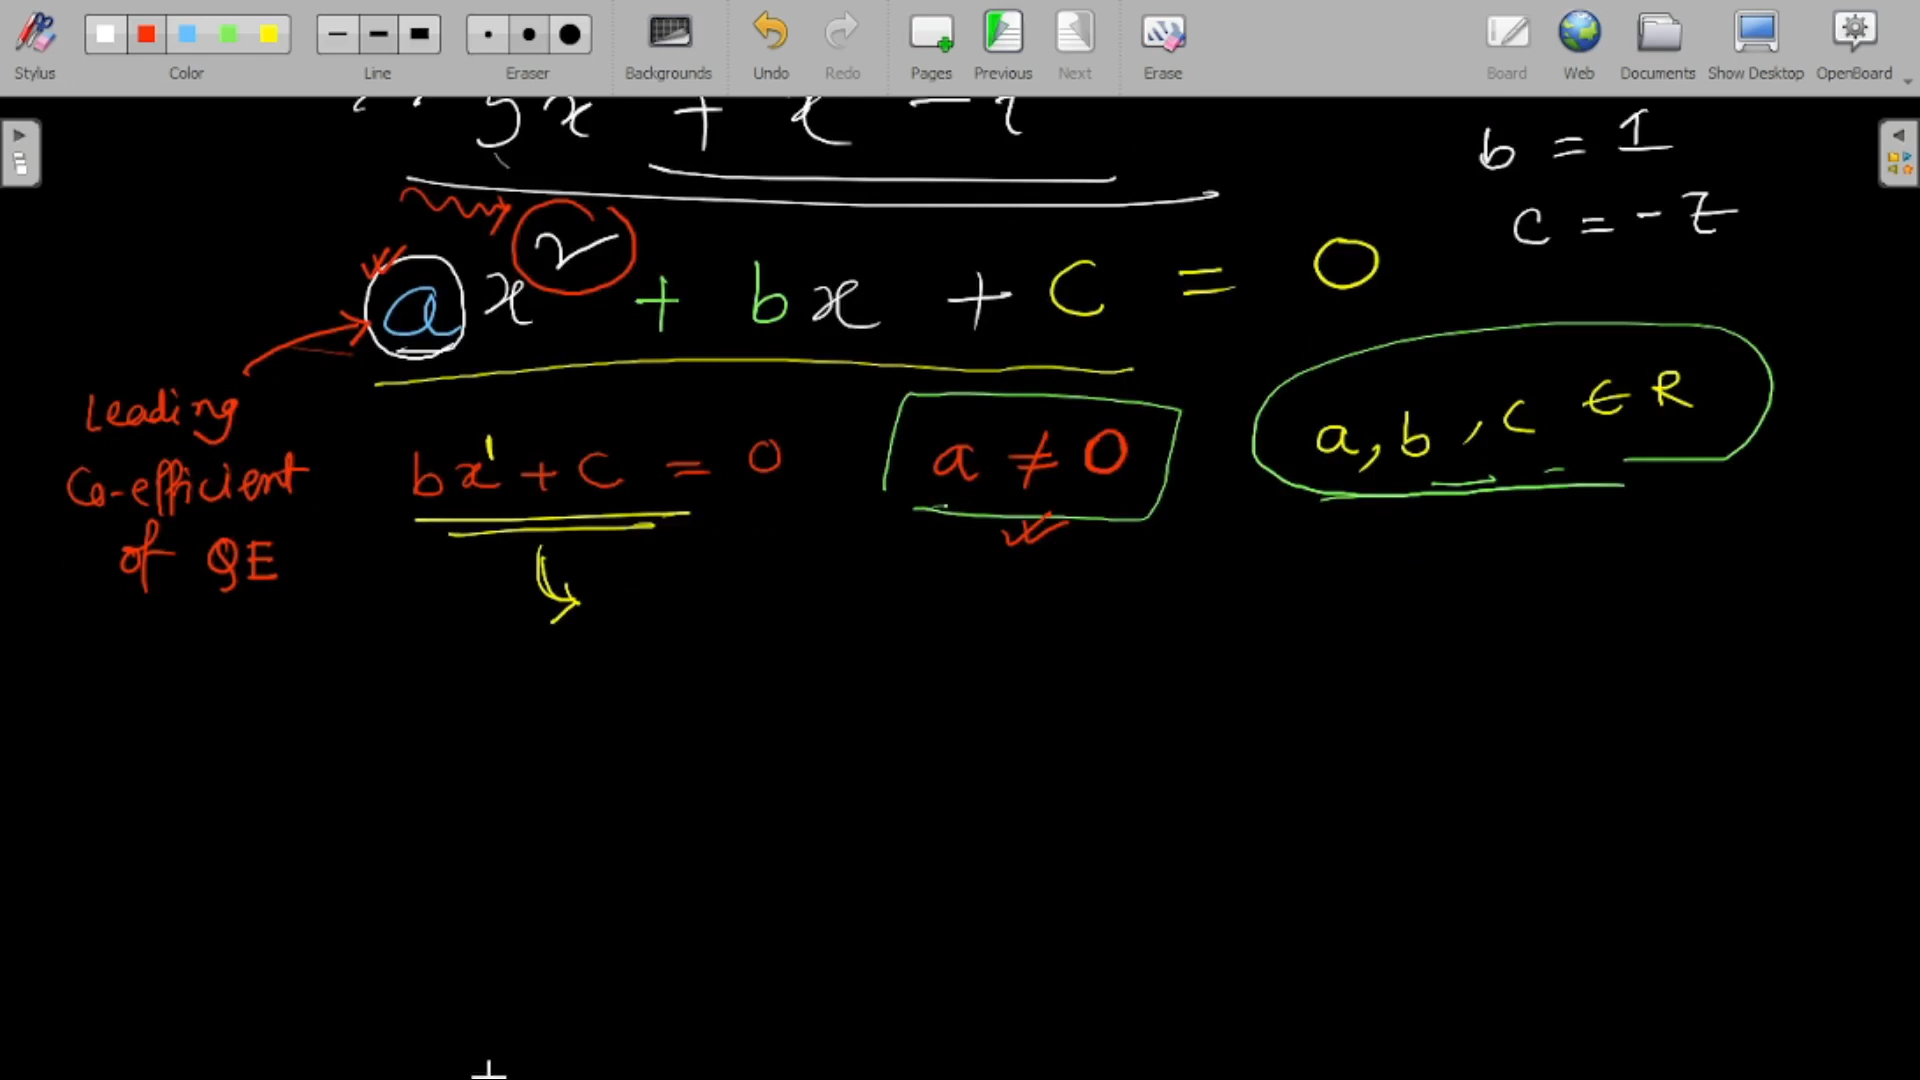 Stylus Color Line Eraser Backgrounds Undo Redo Pages Previous Next Erase Board Web Documents Show Desktop OpenBoard
b = 1
c = - 7
ax² + bx + c = 0
Leading
Co-efficient
of QE
bx¹ + c = 0
a ≠ 0
a, b, c ∈ R